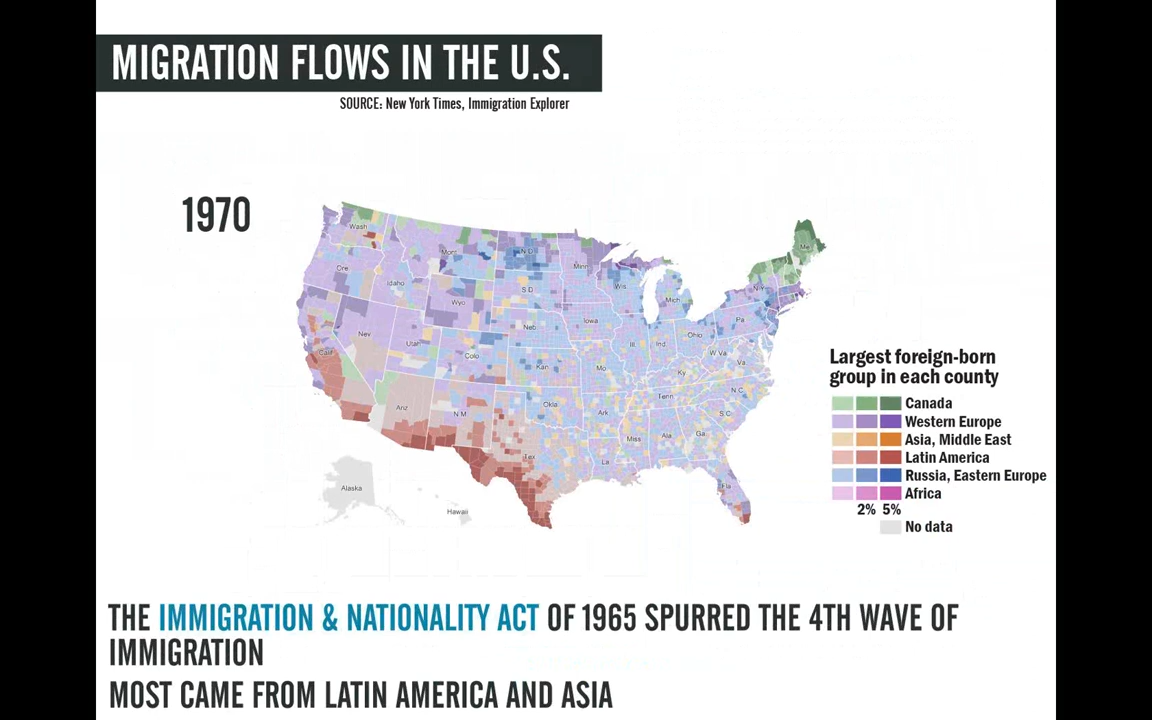 MIGRATION FLOWS IN THE U.S.
SOURCE: New York Times, Immigration Explorer
1970
Wash
Mont
N.D.
Minn
Me
Ore
Idaho
S.D.
Wis
Mich
N.Y.
Wyo
Iowa
Pa
Nev
Utah
Colo
Neb
Ill
Ind
Ohio
W Va
Va
Calif
Kan
Mo
Ky
N.C.
Ariz
N M
Okla
Ark
Tenn
S.C.
Miss
Ala
Ga
Tex
La
Fla
Alaska
Hawaii
Largest foreign-born
group in each county
Canada
Western Europe
Asia, Middle East
Latin America
Russia, Eastern Europe
Africa
2% 5%
No data
THE IMMIGRATION & NATIONALITY ACT OF 1965 SPURRED THE 4TH WAVE OF
IMMIGRATION
MOST CAME FROM LATIN AMERICA AND ASIA